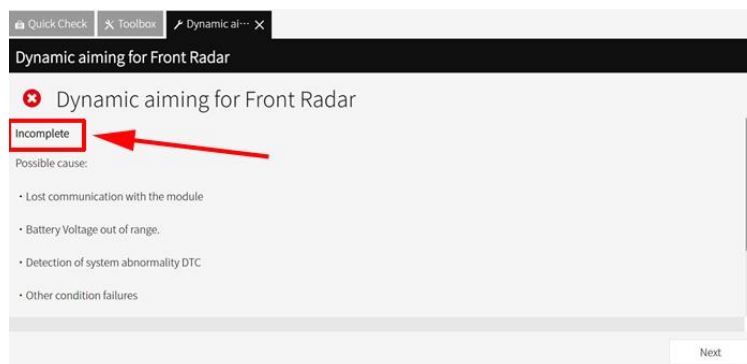 Quick Check Toolbox Dynamic ai···
Dynamic aiming for Front Radar
Dynamic aiming for Front Radar
Incomplete
Possible cause:
• Lost communication with the module
• Battery Voltage out of range.
• Detection of system abnormality DTC
• Other condition failures
Next